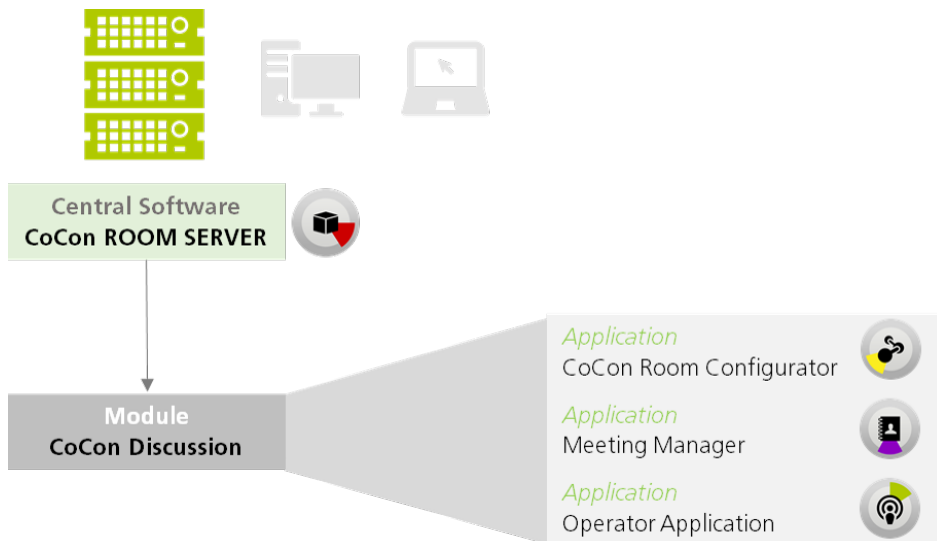 Central Software
CoCon ROOM SERVER
Module
CoCon Discussion
Application
CoCon Room Configurator
Application
Meeting Manager
Application
Operator Application